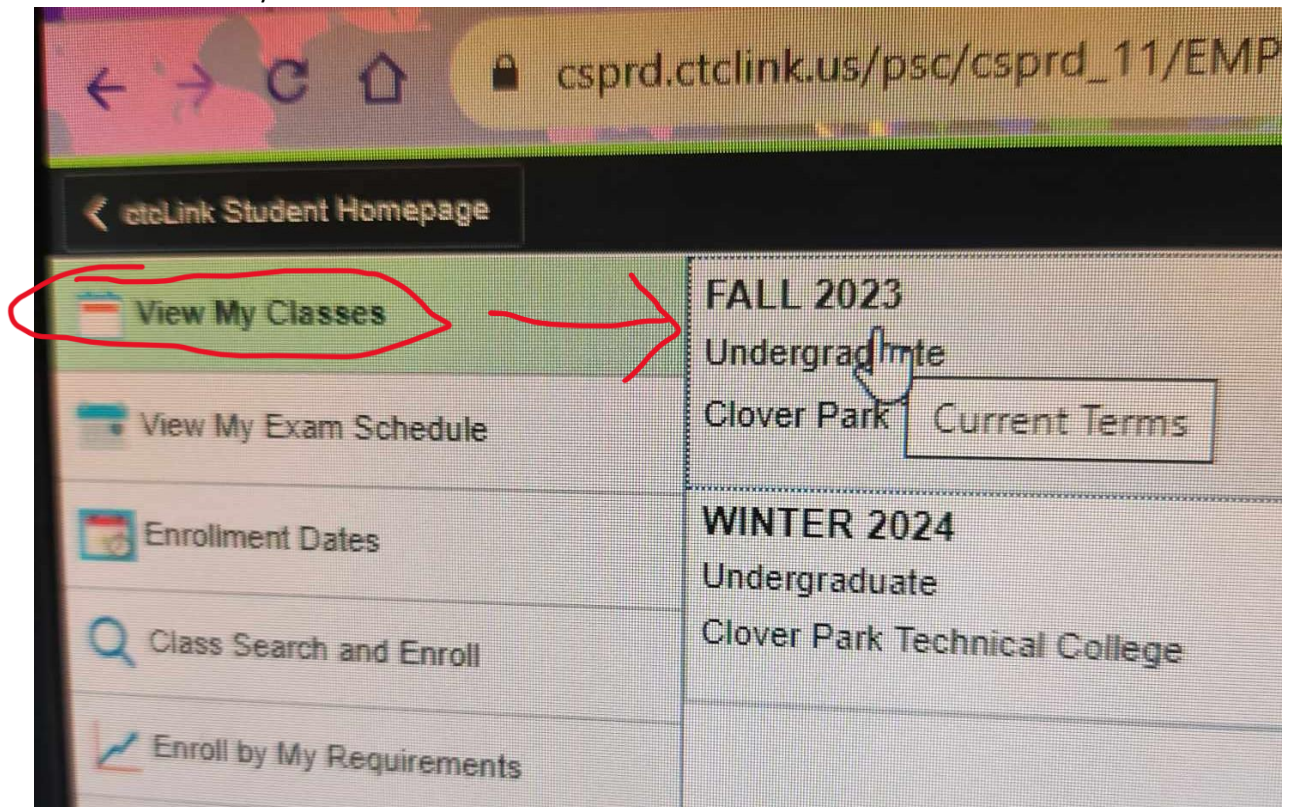 csprd.ctclink.us/psc/csprd_11/EMP
ctcLink Student Homepage
View My Classes
View My Exam Schedule
Enrollment Dates
Class Search and Enroll
Enroll by My Requirements
FALL 2023
Undergraduate
Clover Park
Current Terms
WINTER 2024
Undergraduate
Clover Park Technical College